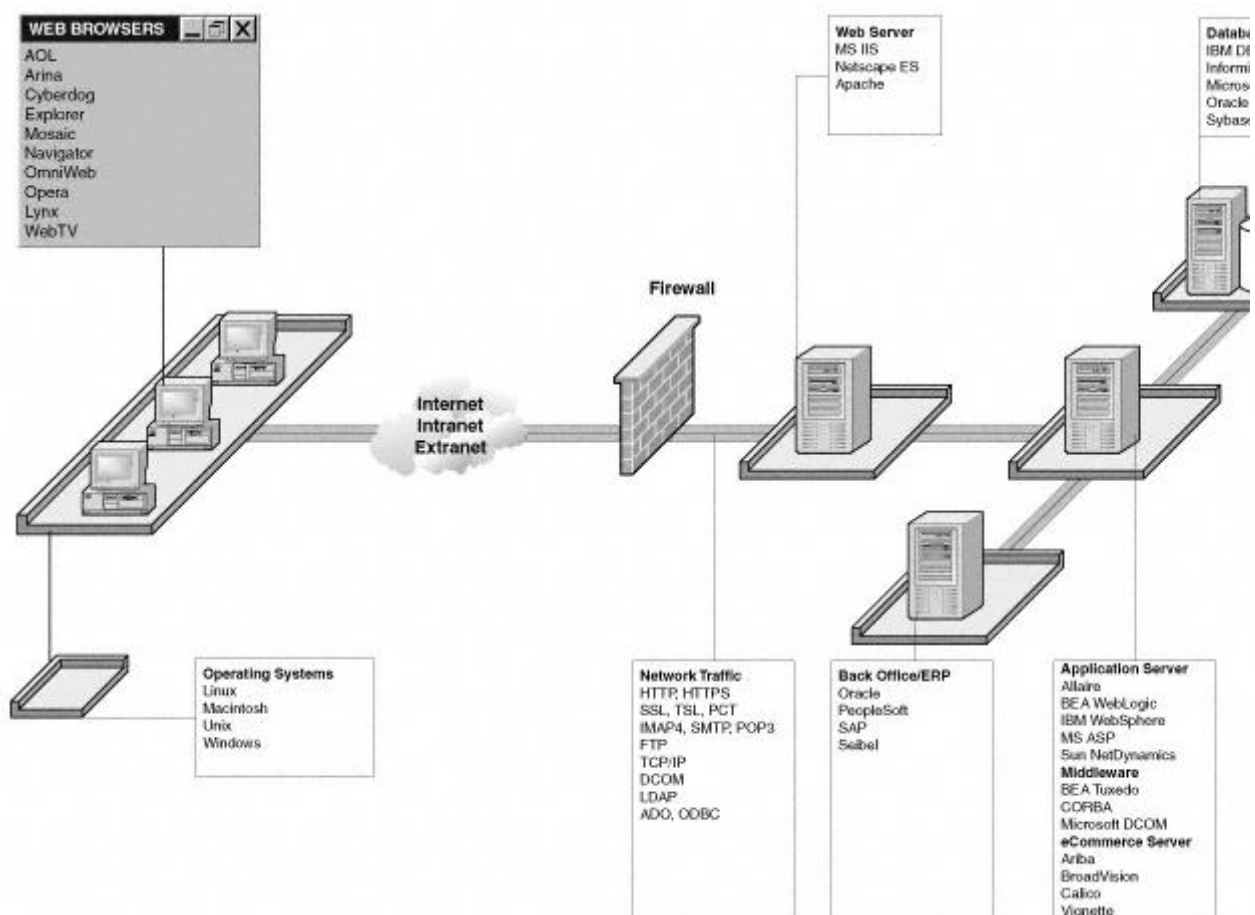 WEB BROWSERS
AOL
Arina
Cyberdog
Explorer
Mosaic
Navigator
OmniWeb
Opera
Lynx
WebTV
Web Server
MS IIS
Netscape ES
Apache
IBM
Oracle
Sybase
Firewall
Internet
Intranet
Extranet
Operating Systems
Linux
Macintosh
Unix
Windows
Network Traffic
HTTP, HTTPS
SSL, TSL, PCT
IMAP4, SMTP, POP3
FTP
TCP/IP
DCOM
LDAP
ADO, ODBC
Back Office/ERP
Oracle
PeopleSoft
SAP
Seibel
Application Server
Allaire
BEA WebLogic
IBM WebSphere
MS ASP
Sun NetDynamics
Middleware
BEA Tuxedo
CORBA
Microsoft DCOM
eCommerce Server
Ariba
BroadVision
Calico
Vignette